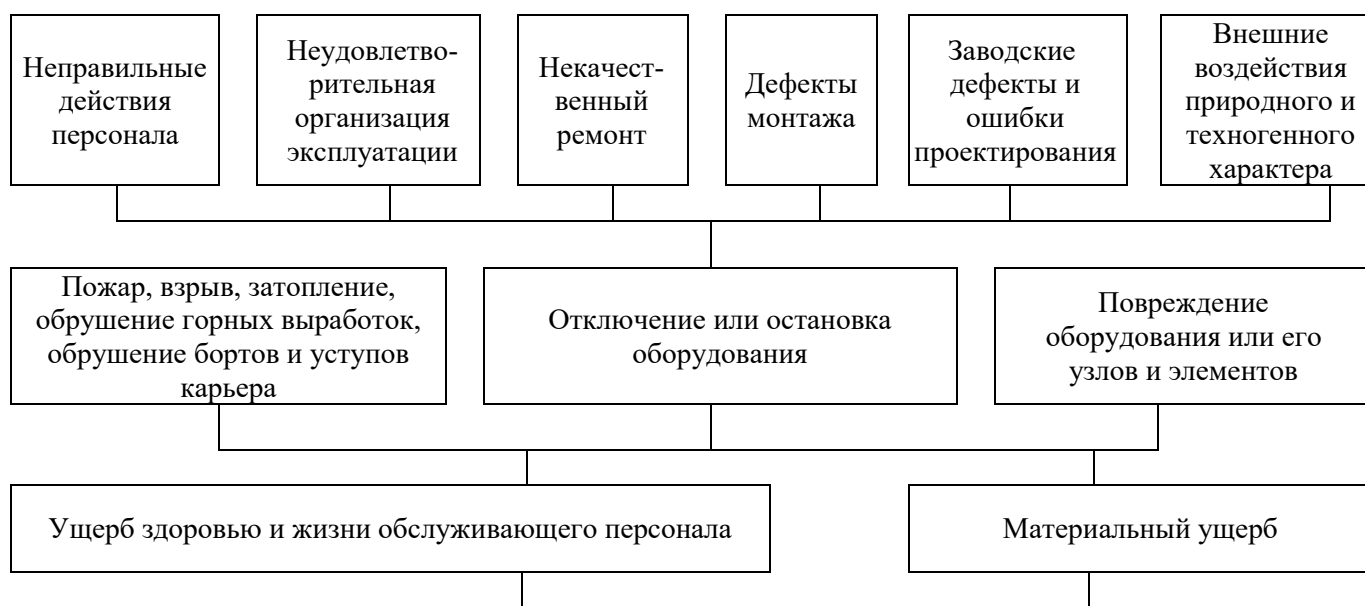 Неправильные
действия
персонала
Неудовлетво-
рительная
организация
эксплуатации
Некачест-
венный
ремонт
Дефекты
монтажа
Заводские
дефекты и
ошибки
проектирования
Внешние
воздействия
природного и
техногенного
характера
Пожар, взрыв, затопление,
обрушение горных выработок,
обрушение бортов и уступов
карьера
Отключение или остановка
оборудования
Повреждение
оборудования или его
узлов и элементов
Ущерб здоровью и жизни обслуживающего персонала
Материальный ущерб